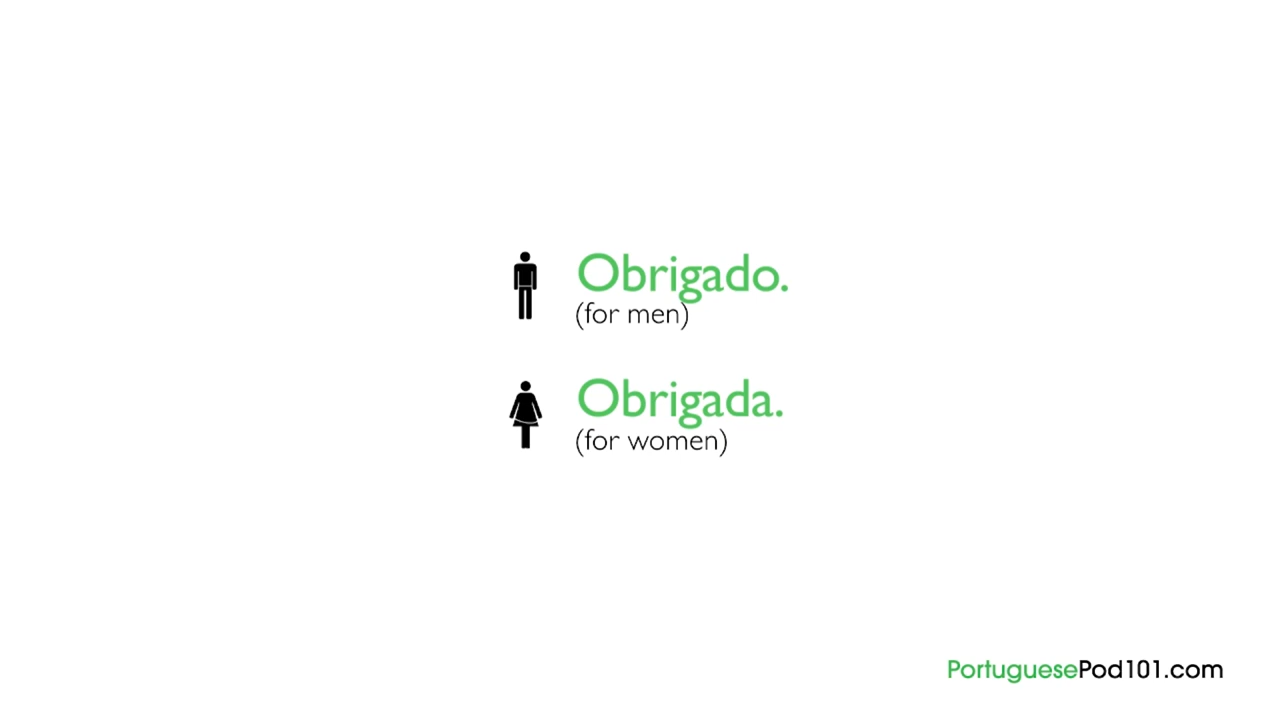 Obrigado.
(for men)
Obrigada.
(for women)
PortuguesePod101.com